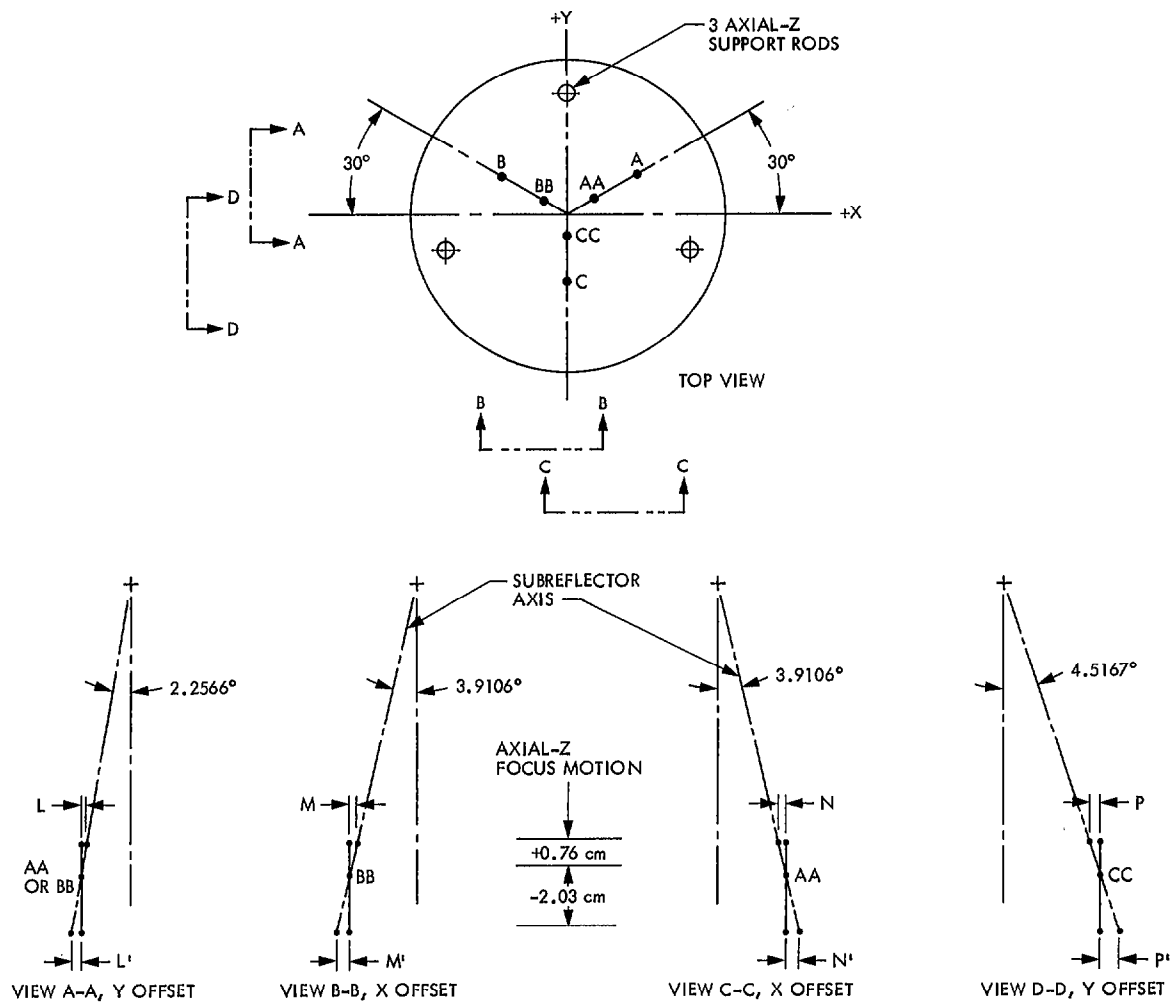 +Y
3 AXIAL-Z
SUPPORT RODS
A
30°
B
A
30°
BB
AA
D
+X
A
CC
C
D
TOP VIEW
B B
C C
SUBREFLECTOR
AXIS
2.2566°
3.9106°
3.9106°
4.5167°
AXIAL-Z
FOCUS MOTION
L
M
N
P
+0.76 cm
AA
OR BB
BB
AA
CC
-2.03 cm
L'
M'
N'
P'
VIEW A-A, Y OFFSET
VIEW B-B, X OFFSET
VIEW C-C, X OFFSET
VIEW D-D, Y OFFSET